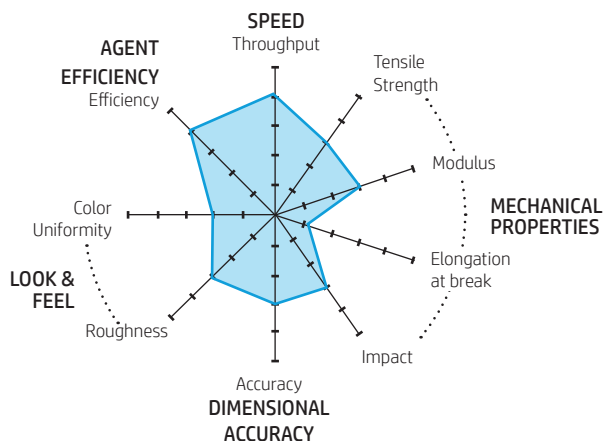 SPEED
Throughput
AGENT
EFFICIENCY
Efficiency
Tensile
Strength
Modulus
MECHANICAL
PROPERTIES
Elongation
at break
Impact
Accuracy
DIMENSIONAL
ACCURACY
Roughness
LOOK &
FEEL
Color
Uniformity